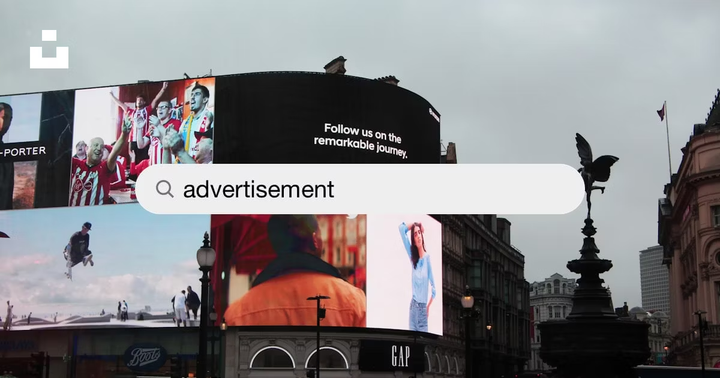 -PORTER
Follow us on the
remarkable journey.
advertisement
Boots
GAP